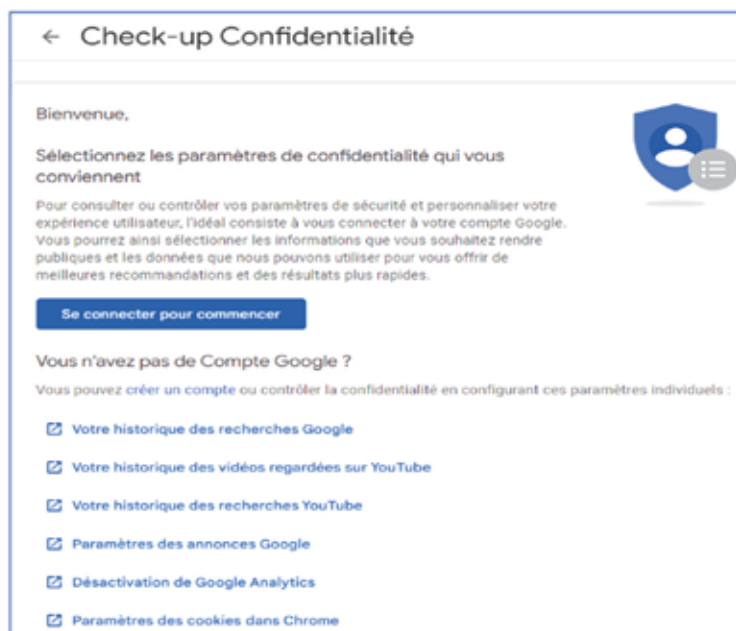 ← Check-up Confidentialité
Bienvenue,
Sélectionnez les paramètres de confidentialité qui vous
conviennent
Pour consulter ou contrôler vos paramètres de sécurité et personnaliser votre
expérience utilisateur, l'idéal consiste à vous connecter à votre compte Google.
Vous pourrez ainsi sélectionner les informations que vous souhaitez rendre
publiques et les données que nous pouvons utiliser pour vous offrir de
meilleures recommandations et des résultats plus rapides.
Se connecter pour commencer
Vous n'avez pas de Compte Google ?
Vous pouvez créer un compte ou contrôler la confidentialité en configurant ces paramètres individuels :
Votre historique des recherches Google
Votre historique des vidéos regardées sur YouTube
Votre historique des recherches YouTube
Paramètres des annonces Google
Désactivation de Google Analytics
Paramètres des cookies dans Chrome